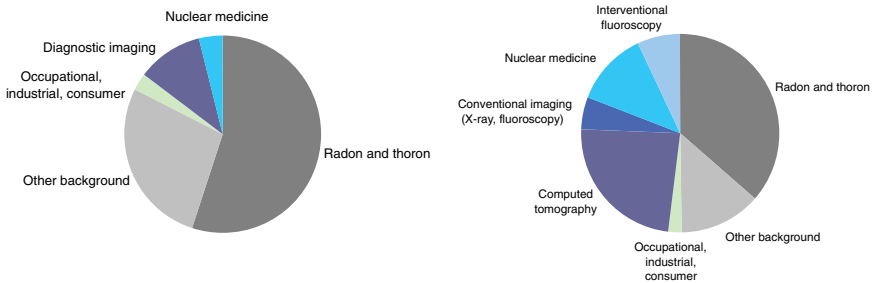 Nuclear medicine
Diagnostic imaging
Occupational,
industrial, consumer
Other background
Radon and thoron
Interventional
fluoroscopy
Nuclear medicine
Conventional imaging
(X-ray, fluoroscopy)
Computed
tomography
Occupational,
industrial,
consumer
Other background
Radon and thoron